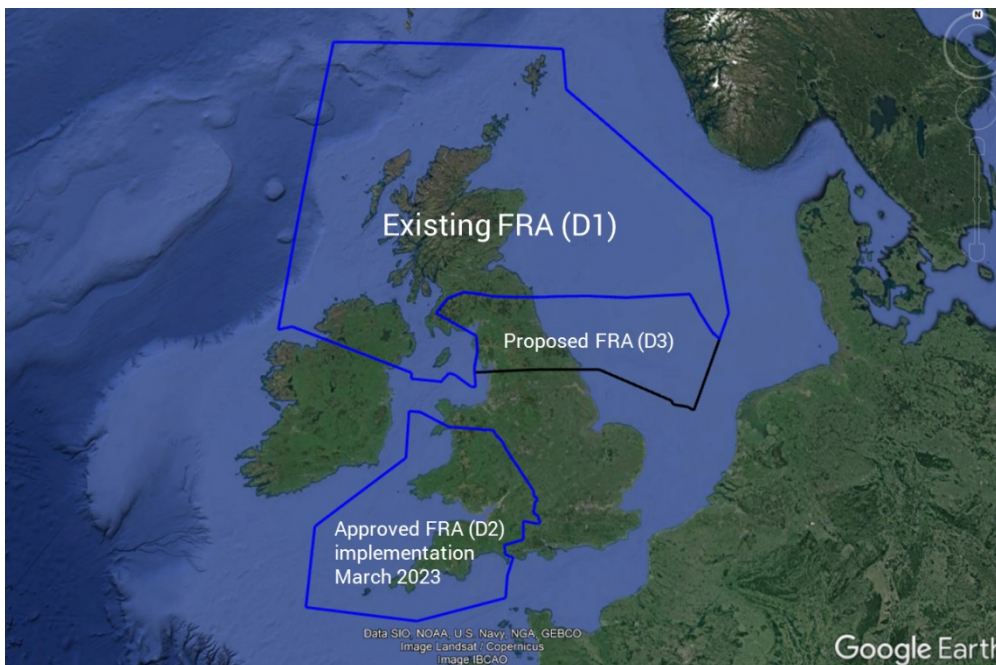 N
Existing FRA (D1)
Proposed FRA (D3)
Approved FRA (D2)
implementation
March 2023
Data SIO, NOAA, U.S. Navy, NGA, GEBCO
Image Landsat / Copernicus
Image IBCAO
Google Earth